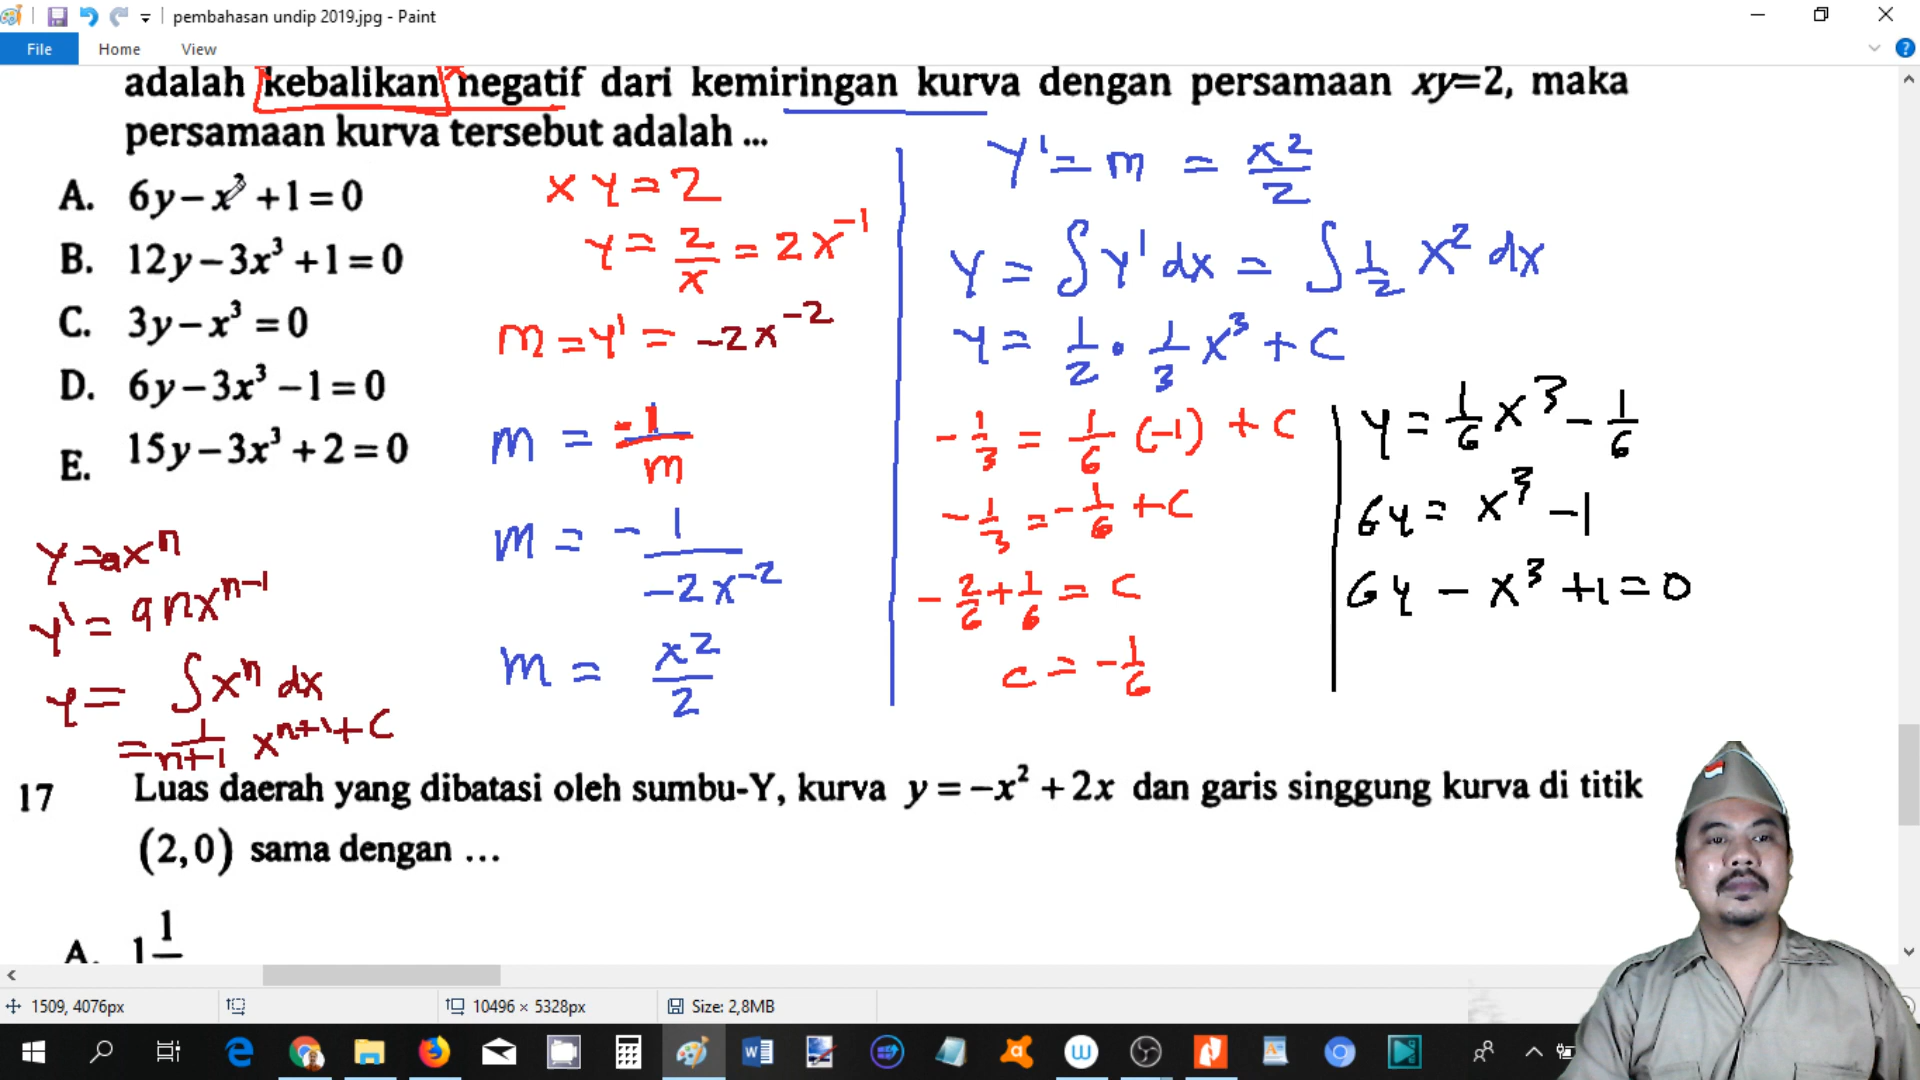 pembahasan undip 2019.jpg - Paint
File Home View
adalah kebalikan negatif dari kemiringan kurva dengan persamaan xy=2, maka
persamaan kurva tersebut adalah ...
A. 6y − x³ + 1 = 0
B. 12y − 3x³ + 1 = 0
C. 3y − x³ = 0
D. 6y − 3x³ − 1 = 0
E. 15y − 3x³ + 2 = 0
y = ax^n
y' = anx^(n-1)
y = ∫ x^n dx
= 1/(n+1) x^(n+1) + C
xy = 2
y = 2/x = 2x^-1
m = y' = -2x^-2
m = -1/m
m = - 1/(-2x^-2)
m = x²/2
y' = m = x²/2
y = ∫ y' dx = ∫ 1/2 x² dx
y = 1/2 · 1/3 x³ + C
-1/3 = 1/6 (-1) + C
-1/3 = -1/6 + C
-2/6 + 1/6 = C
C = -1/6
y = 1/6 x³ - 1/6
6y = x³ - 1
6y - x³ + 1 = 0
17 Luas daerah yang dibatasi oleh sumbu-Y, kurva y = −x² + 2x dan garis singgung kurva di titik
(2,0) sama dengan ...
A. 1 1
1509, 4076px
10496 × 5328px
Size: 2,8MB